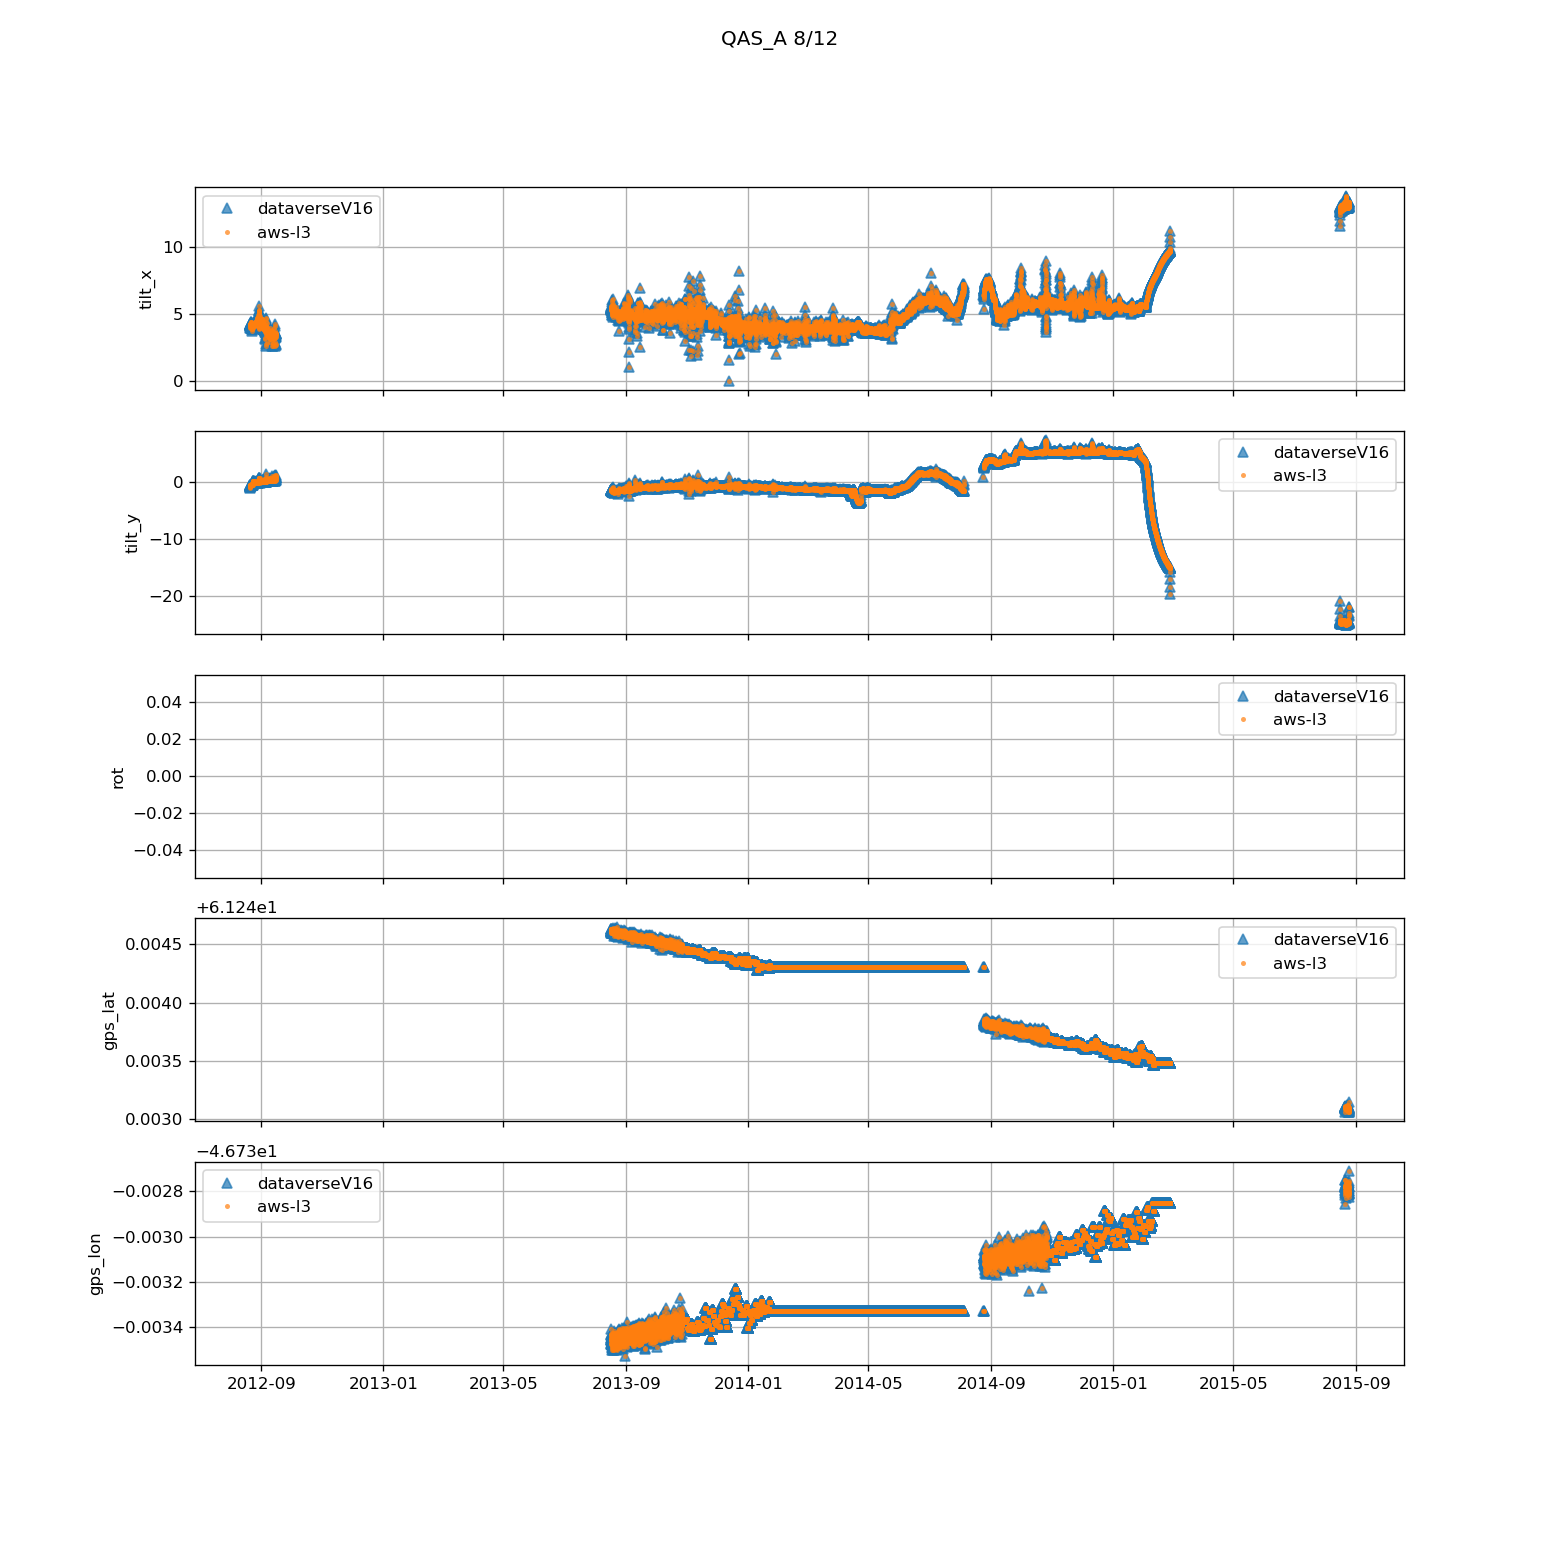 QAS_A 8/12
dataverseV16
aws-l3
10
5
0
tilt_x
dataverseV16
aws-l3
0
−10
−20
tilt_y
dataverseV16
aws-l3
0.04
0.02
0.00
−0.02
−0.04
rot
+6.124e1
dataverseV16
aws-l3
0.0045
0.0040
0.0035
0.0030
gps_lat
−4.673e1
dataverseV16
aws-l3
−0.0028
−0.0030
−0.0032
−0.0034
gps_lon
2012-09 2013-01 2013-05 2013-09 2014-01 2014-05 2014-09 2015-01 2015-05 2015-09